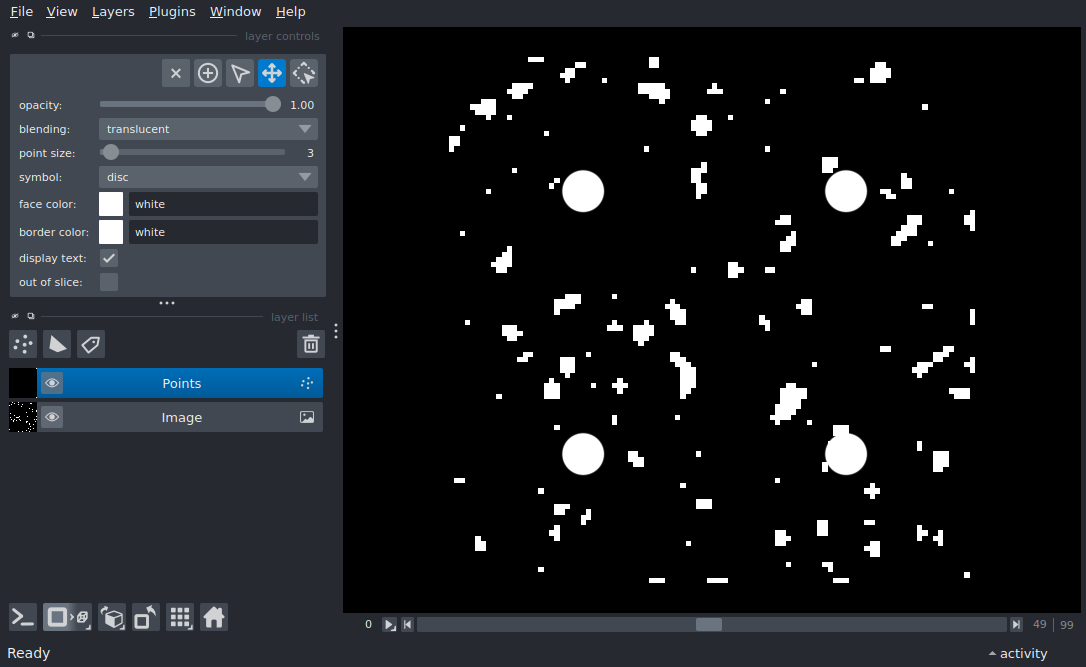 File View Layers Plugins Window Help
layer controls
opacity: 1.00
blending: translucent
point size: 3
symbol: disc
face color: white
border color: white
display text:
out of slice:
layer list
Points
Image
0 49 | 99
Ready activity